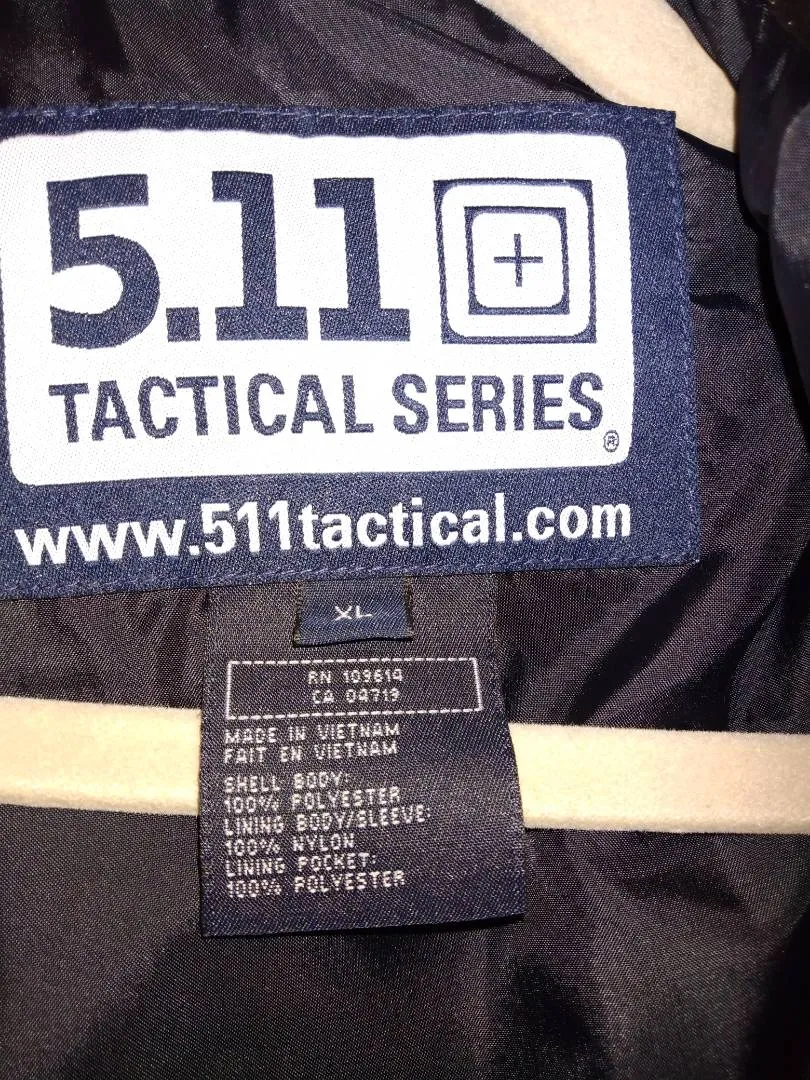 5.11
TACTICAL SERIES®
www.511tactical.com
XL
RN 109614
CA 04719
MADE IN VIETNAM
FAIT EN VIETNAM
SHELL BODY:
100% POLYESTER
LINING BODY/SLEEVE:
100% NYLON
LINING POCKET:
100% POLYESTER